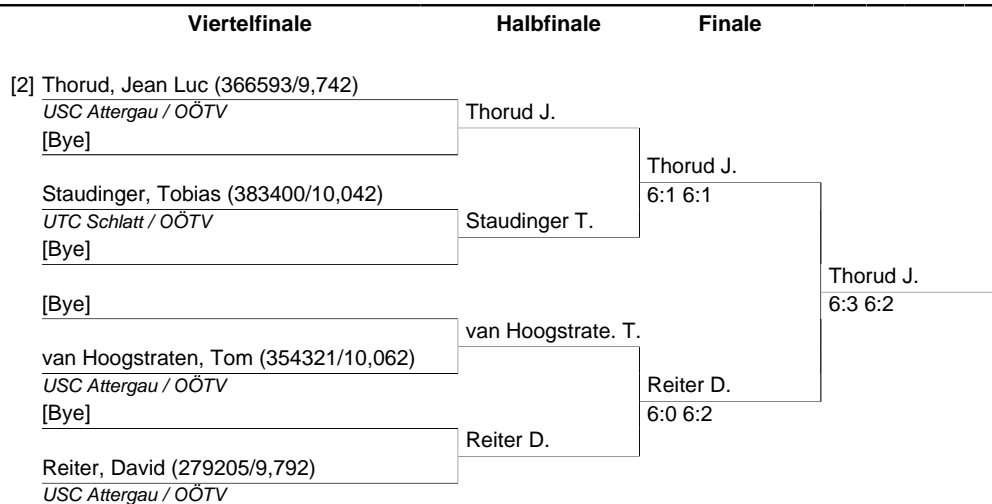 Viertelfinale Halbfinale Finale
[2] Thorud, Jean Luc (366593/9,742)
USC Attergau / OÖTV
Thorud J.
[Bye]
Thorud J.
Staudinger, Tobias (383400/10,042)
6:1 6:1
UTC Schlatt / OÖTV
Staudinger T.
[Bye]
Thorud J.
[Bye]
6:3 6:2
van Hoogstrate. T.
van Hoogstraten, Tom (354321/10,062)
USC Attergau / OÖTV
Reiter D.
[Bye]
6:0 6:2
Reiter D.
Reiter, David (279205/9,792)
USC Attergau / OÖTV